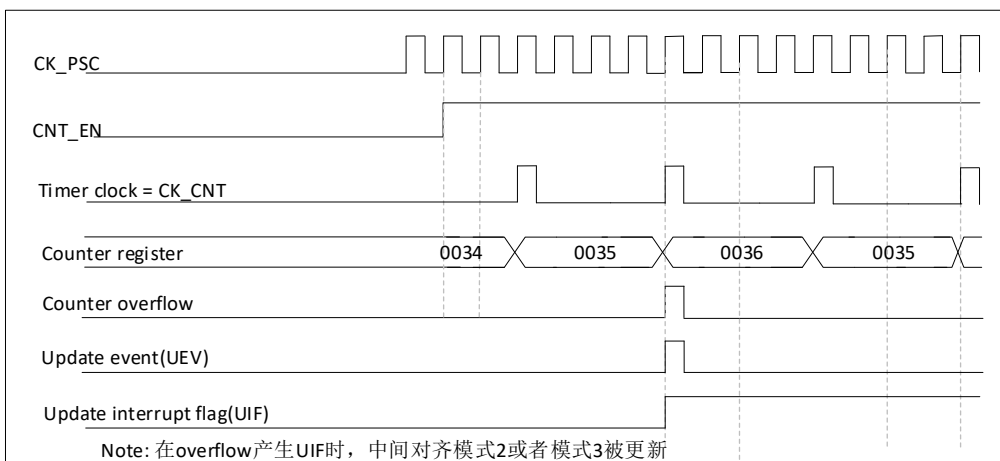 CK_PSC
CNT_EN
Timer clock = CK_CNT
Counter register 0034 0035 0036 0035
Counter overflow
Update event(UEV)
Update interrupt flag(UIF)
Note: 在overflow产生UIF时，中间对齐模式2或者模式3被更新